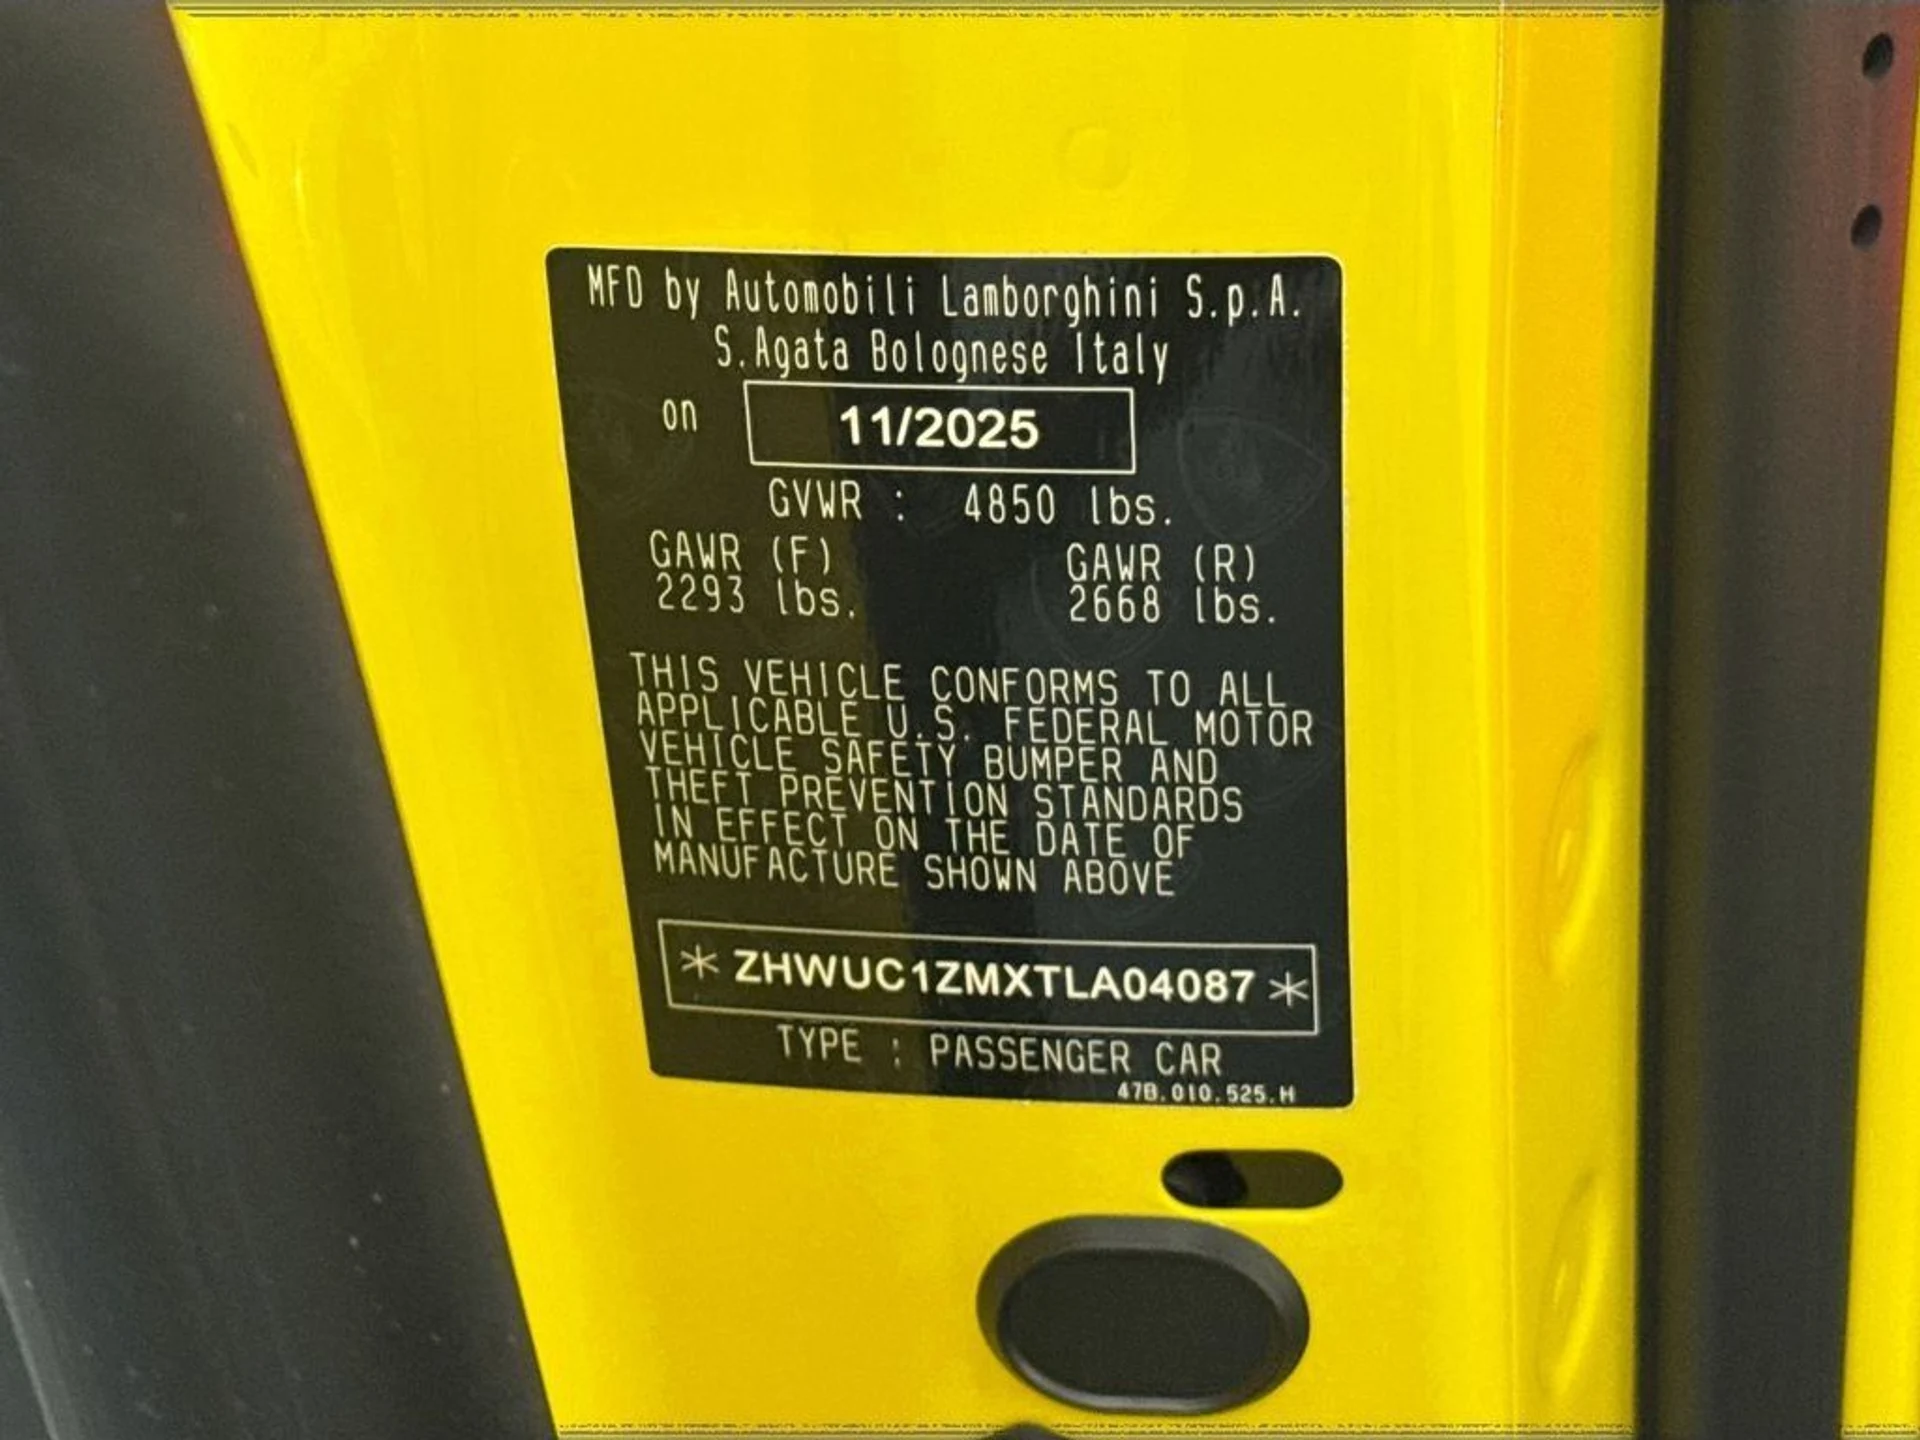 MFD by Automobili Lamborghini S.p.A.
S.Agata Bolognese Italy
on 11/2025
GVWR : 4850 lbs.
GAWR (F) GAWR (R)
2293 lbs. 2668 lbs.
THIS VEHICLE CONFORMS TO ALL
APPLICABLE U.S. FEDERAL MOTOR
VEHICLE SAFETY BUMPER AND
THEFT PREVENTION STANDARDS
IN EFFECT ON THE DATE OF
MANUFACTURE SHOWN ABOVE
* ZHWUC1ZMXTLA04087 *
TYPE : PASSENGER CAR
47B.010.525.H